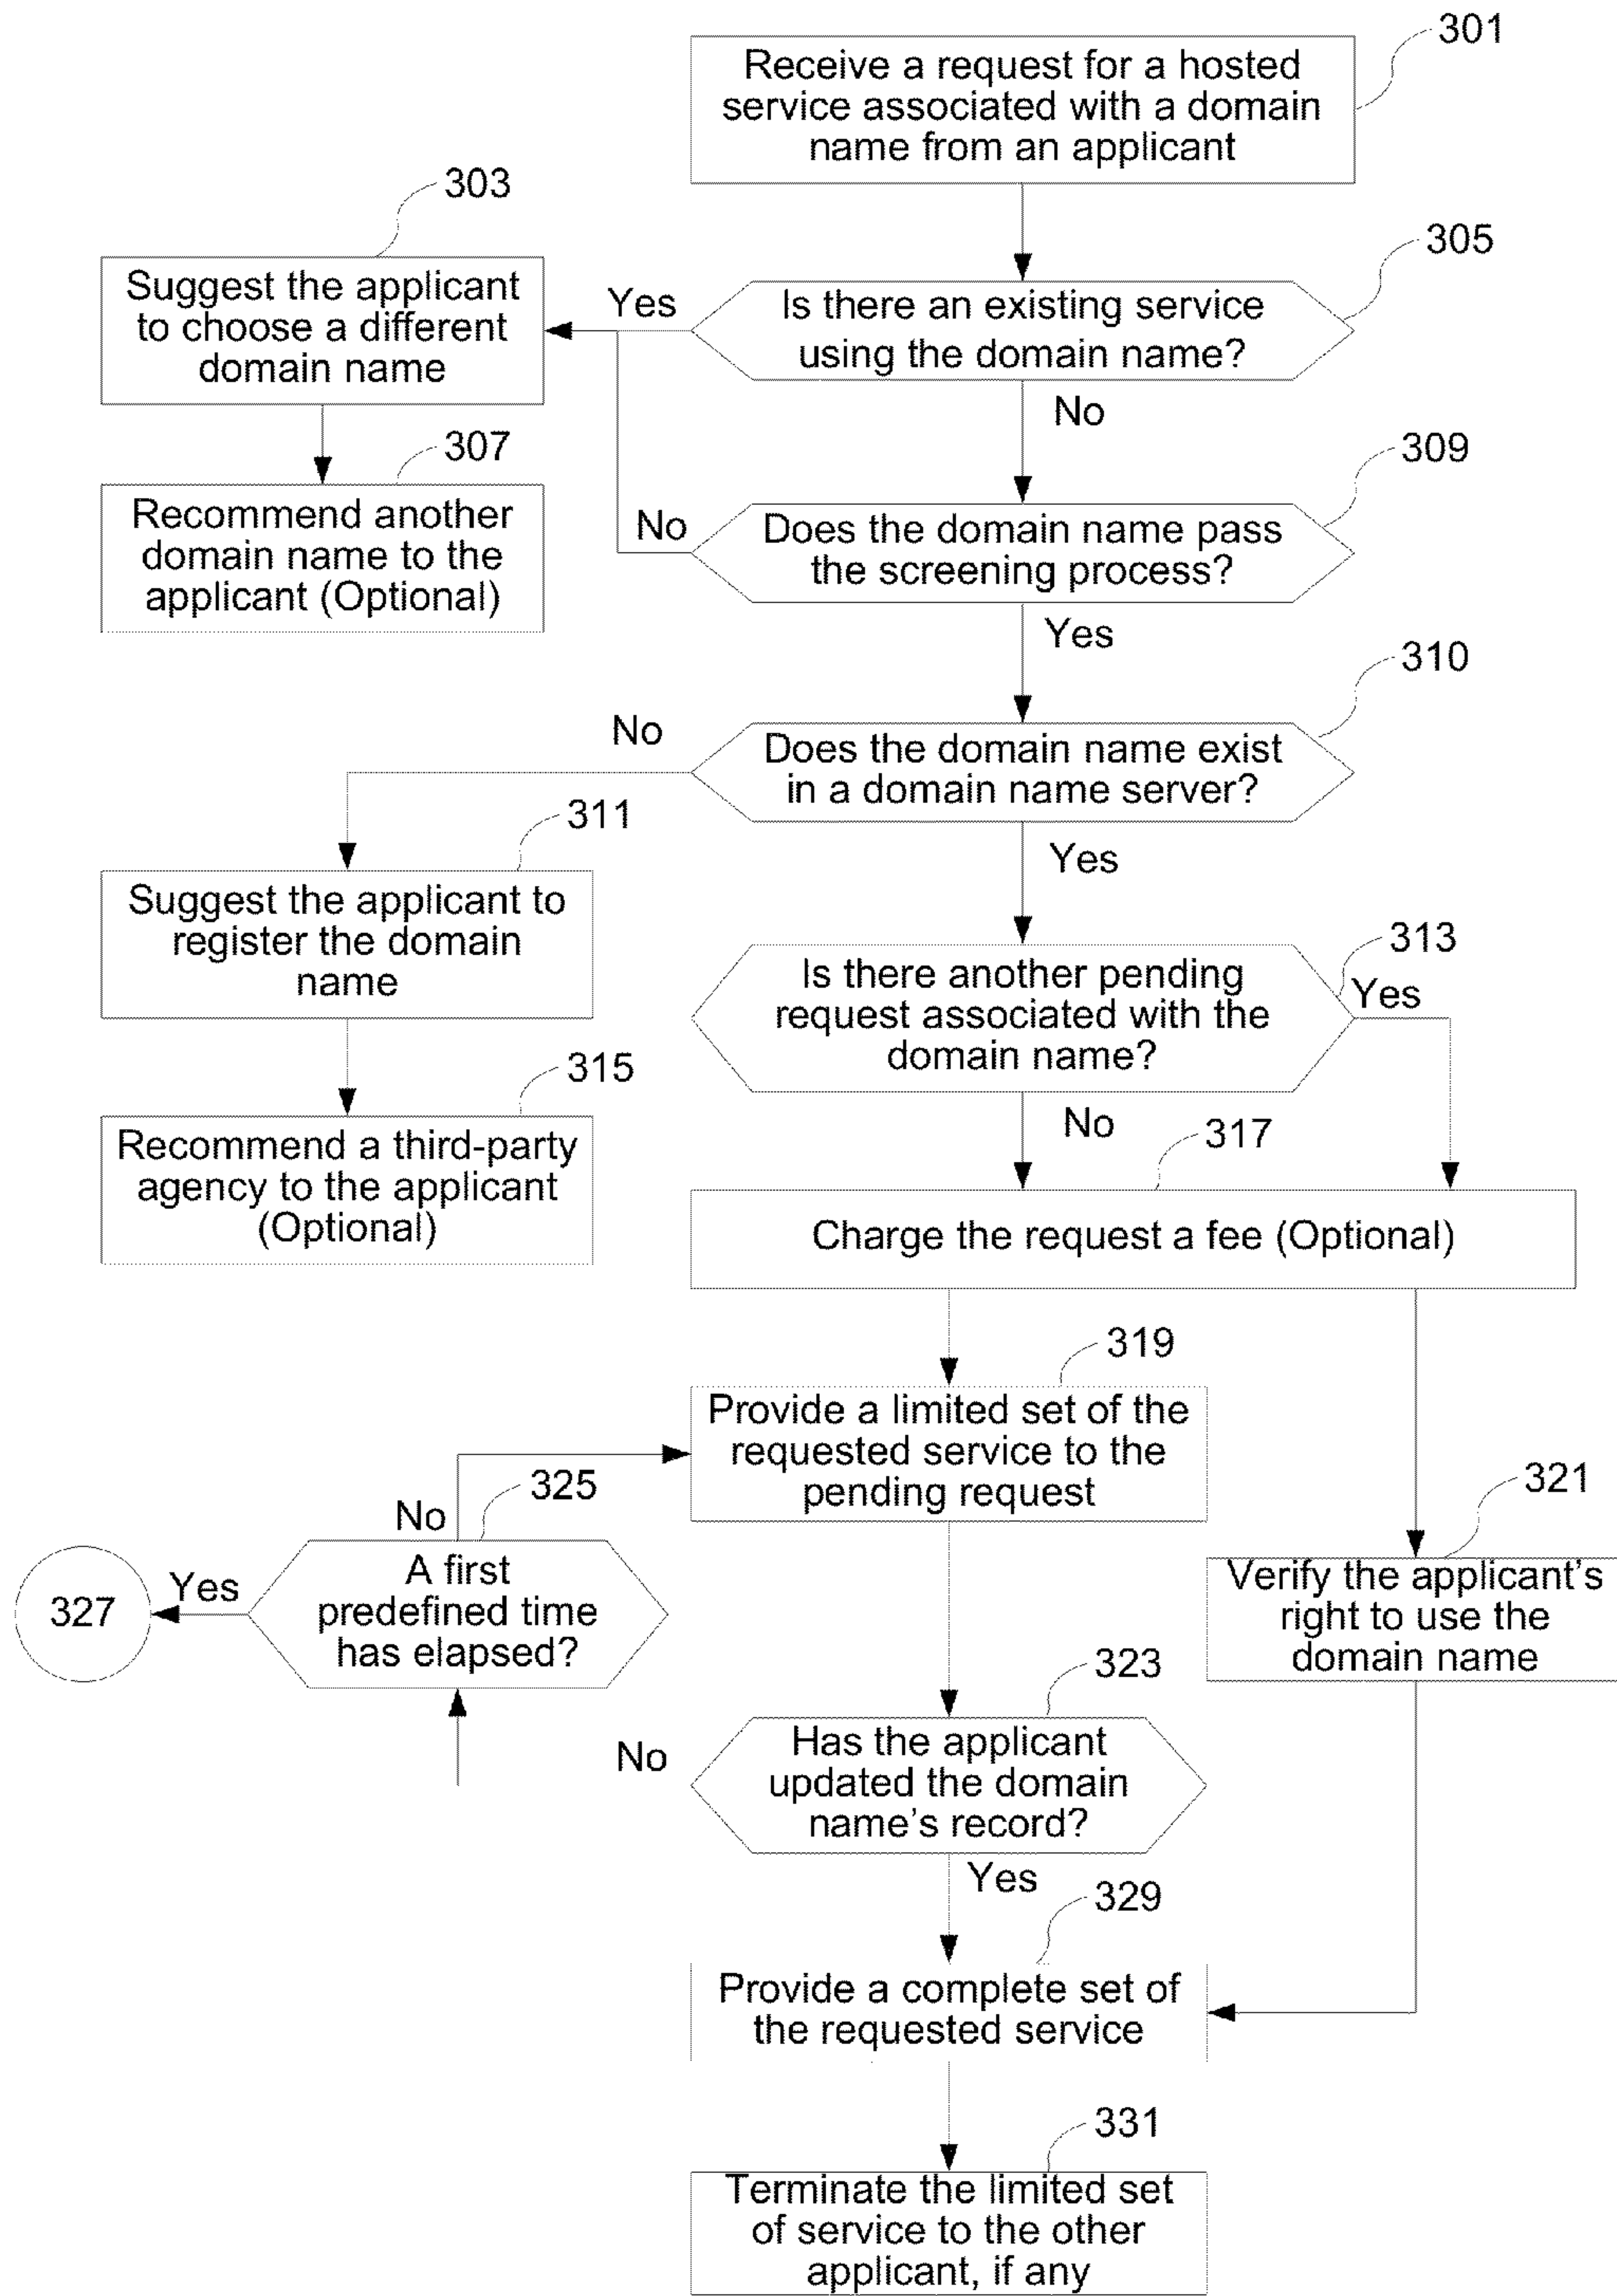 301
Receive a request for a hosted
service associated with a domain
name from an applicant
303
305
Suggest the applicant
to choose a different
domain name
Yes
Is there an existing service
using the domain name?
No
307
309
Recommend another
domain name to the
applicant (Optional)
No
Does the domain name pass
the screening process?
Yes
310
No
Does the domain name exist
in a domain name server?
311
Yes
Suggest the applicant to
register the domain
name
313
Is there another pending
request associated with the
domain name?
Yes
315
No
317
Recommend a third-party
agency to the applicant
(Optional)
Charge the request a fee (Optional)
319
Provide a limited set of the
requested service to the
pending request
325
321
No
A first
predefined time
has elapsed?
Yes
327
Verify the applicant's
right to use the
domain name
323
No
Has the applicant
updated the domain
name's record?
Yes
329
Provide a complete set of
the requested service
331
Terminate the limited set
of service to the other
applicant, if any